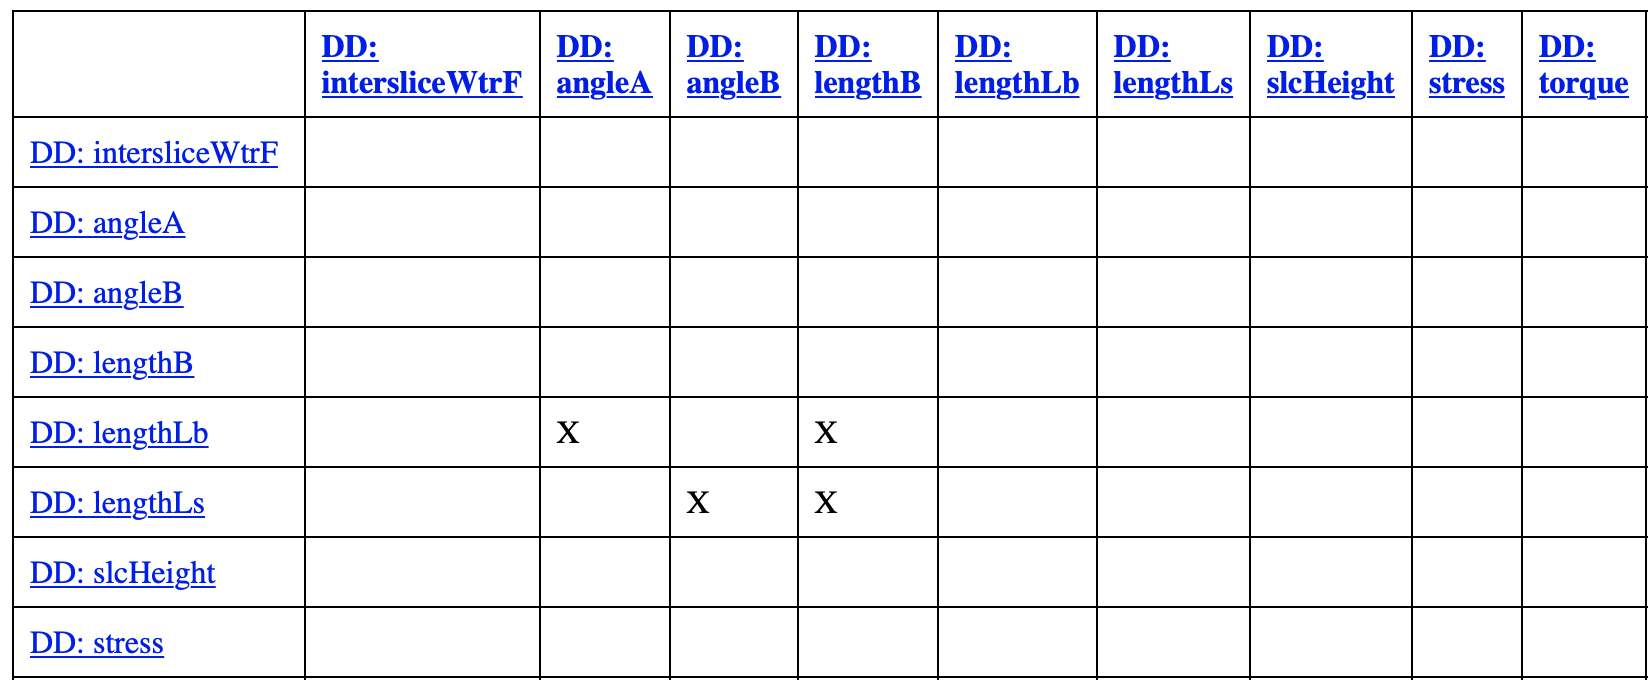 DD: intersliceWtrF DD: angleA DD: angleB DD: lengthB DD: lengthLb DD: lengthLs DD: slcHeight DD: stress DD: torque
DD: intersliceWtrF
DD: angleA
DD: angleB
DD: lengthB
DD: lengthLb X X
DD: lengthLs X X
DD: slcHeight
DD: stress